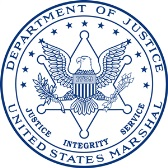 DEPARTMENT OF JUSTICE
JUSTICE INTEGRITY SERVICE
UNITED STATES MARSHAL